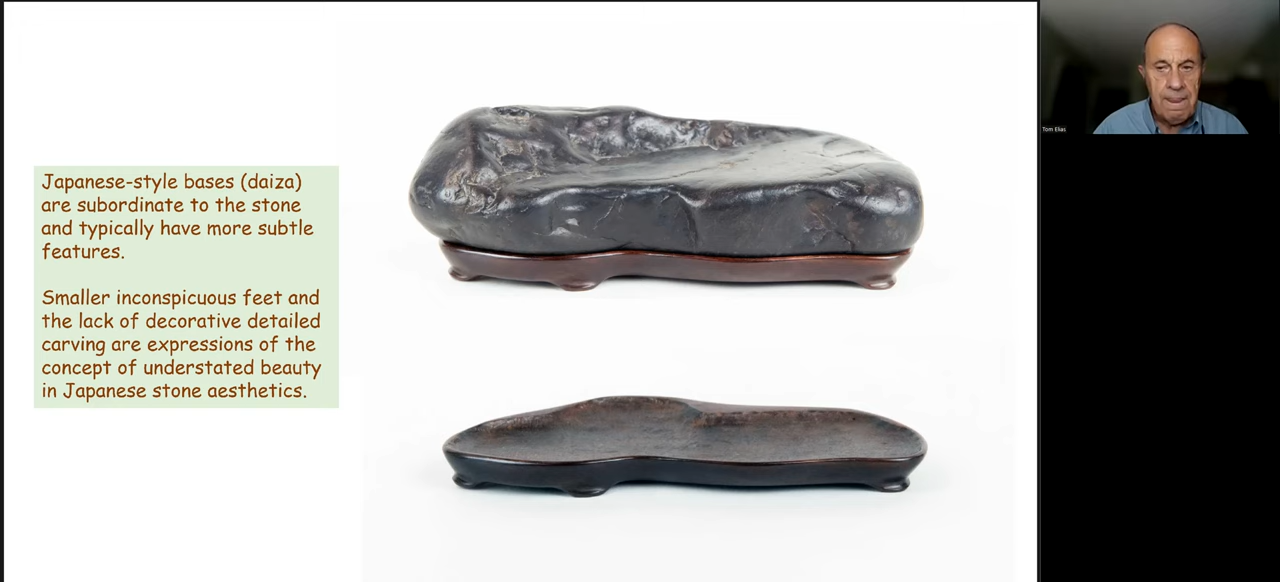 Japanese-style bases (daiza)
are subordinate to the stone
and typically have more subtle
features.
Smaller inconspicuous feet and
the lack of decorative detailed
carving are expressions of the
concept of understated beauty
in Japanese stone aesthetics.
Tom Elias